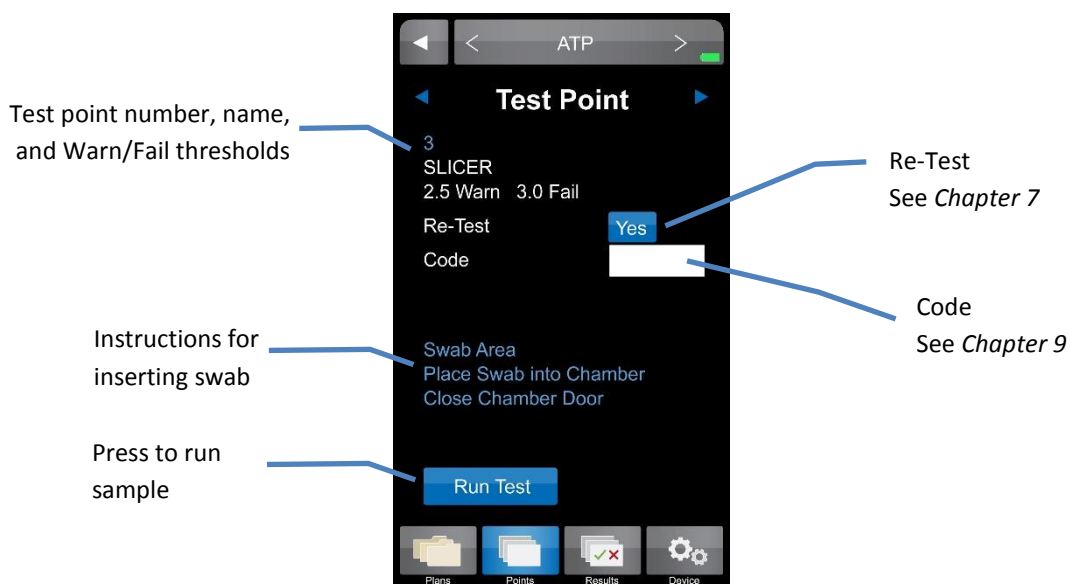 < ATP >
Test Point
Test point number, name,
and Warn/Fail thresholds
3
SLICER
2.5 Warn 3.0 Fail
Re-Test
Yes
Code
Re-Test
See Chapter 7
Code
See Chapter 9
Instructions for
inserting swab
Swab Area
Place Swab into Chamber
Close Chamber Door
Press to run
sample
Run Test
Plans
Points
Results
Device